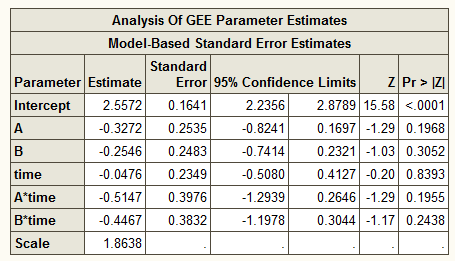 Analysis Of GEE Parameter Estimates
Model-Based Standard Error Estimates
Parameter Estimate Standard Error 95% Confidence Limits Z Pr > |Z|
Intercept 2.5572 0.1641 2.2356 2.8789 15.58 <.0001
A -0.3272 0.2535 -0.8241 0.1697 -1.29 0.1968
B -0.2546 0.2483 -0.7414 0.2321 -1.03 0.3052
time -0.0476 0.2349 -0.5080 0.4127 -0.20 0.8393
A*time -0.5147 0.3976 -1.2939 0.2646 -1.29 0.1955
B*time -0.4467 0.3832 -1.1978 0.3044 -1.17 0.2438
Scale 1.8638 . . . . .